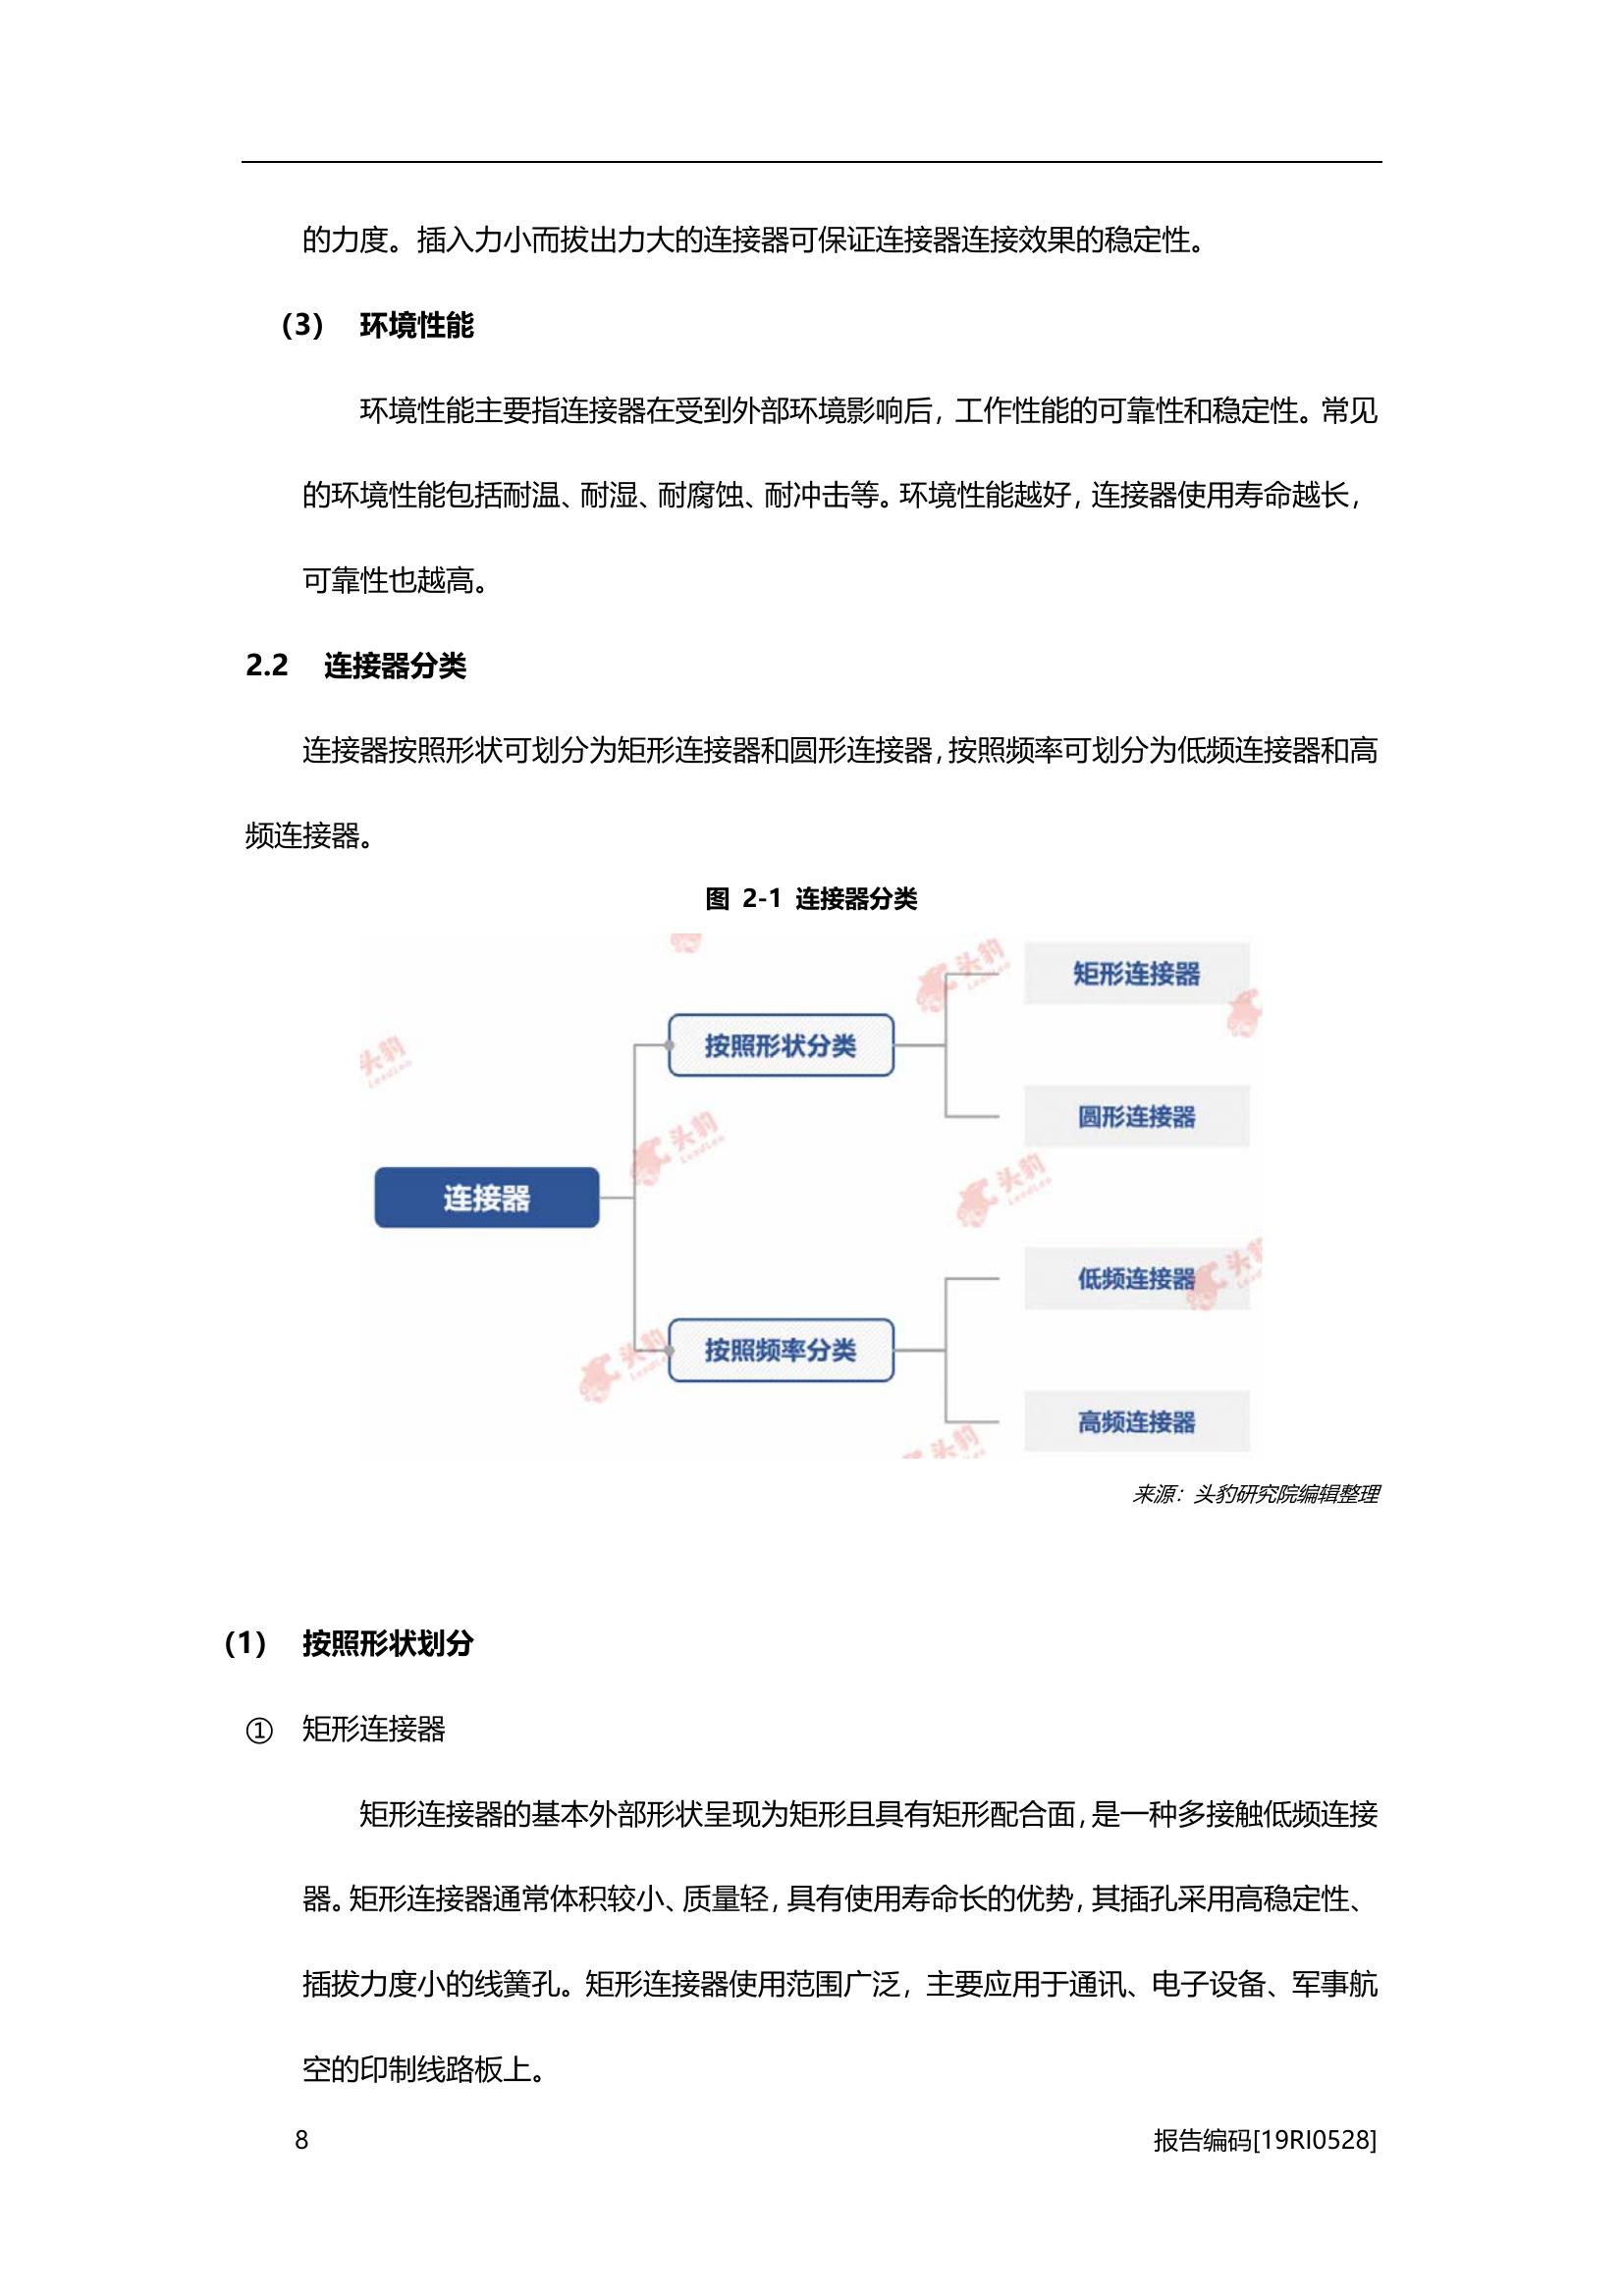 的力度。插入力小而拔出力大的连接器可保证连接器连接效果的稳定性。
（3） 环境性能
环境性能主要指连接器在受到外部环境影响后，工作性能的可靠性和稳定性。常见
的环境性能包括耐温、耐湿、耐腐蚀、耐冲击等。环境性能越好，连接器使用寿命越长，
可靠性也越高。
2.2 连接器分类
连接器按照形状可划分为矩形连接器和圆形连接器，按照频率可划分为低频连接器和高
频连接器。
图 2-1 连接器分类
矩形连接器
按照形状分类
圆形连接器
连接器
低频连接器
按照频率分类
高频连接器
头豹
LeadLeo
头豹
LeadLeo
头豹
LeadLeo
头豹
LeadLeo
头豹
头豹
头豹
来源：头豹研究院编辑整理
（1） 按照形状划分
① 矩形连接器
矩形连接器的基本外部形状呈现为矩形且具有矩形配合面，是一种多接触低频连接
器。矩形连接器通常体积较小、质量轻，具有使用寿命长的优势，其插孔采用高稳定性、
插拔力度小的线簧孔。矩形连接器使用范围广泛，主要应用于通讯、电子设备、军事航
空的印制线路板上。
8 报告编码[19RI0528]